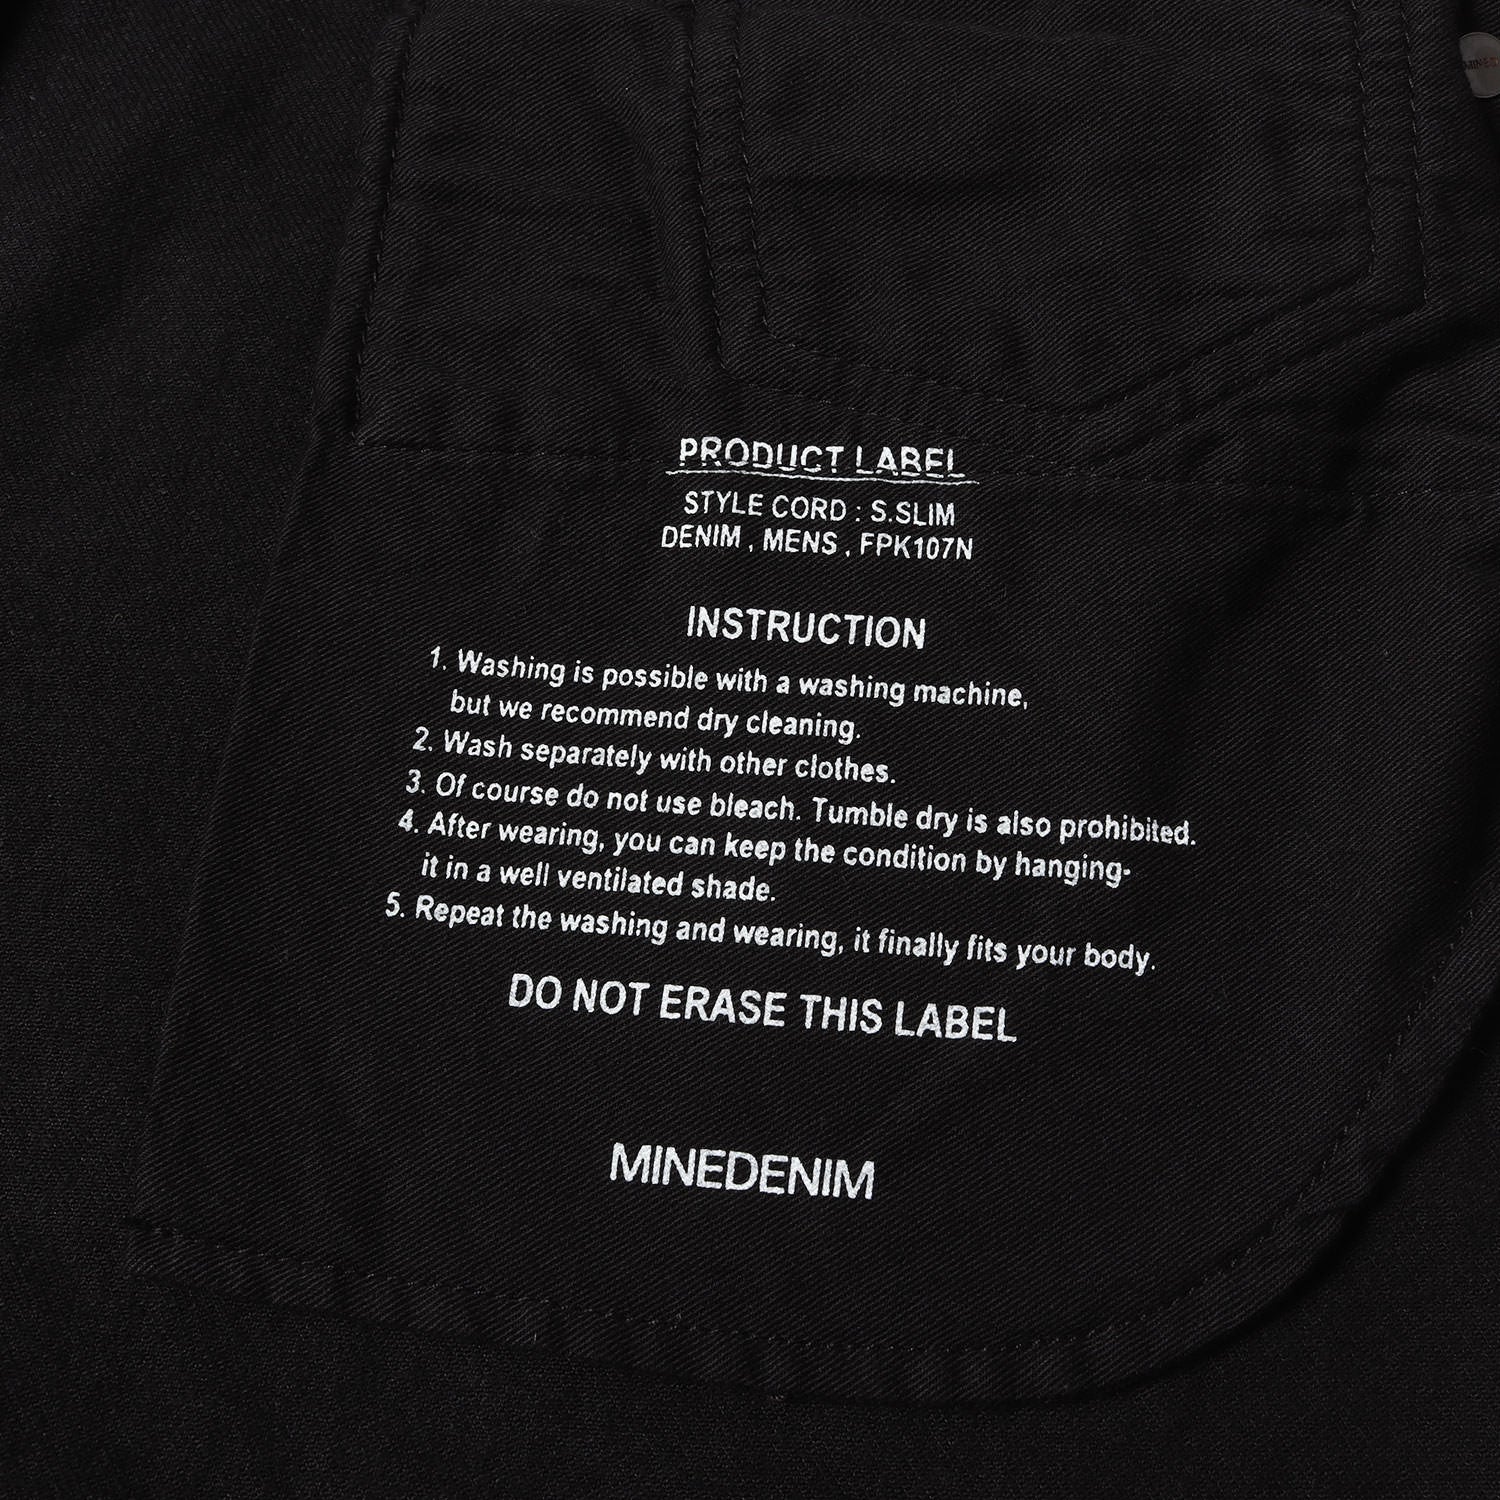 PRODUCT LABEL
STYLE CORD : S.SLIM
DENIM , MENS , FPK107N
INSTRUCTION
1. Washing is possible with a washing machine,
but we recommend dry cleaning.
2. Wash separately with other clothes.
3. Of course do not use bleach. Tumble dry is also prohibited.
4. After wearing, you can keep the condition by hanging-
it in a well ventilated shade.
5. Repeat the washing and wearing, it finally fits your body.
DO NOT ERASE THIS LABEL
MINEDENIM